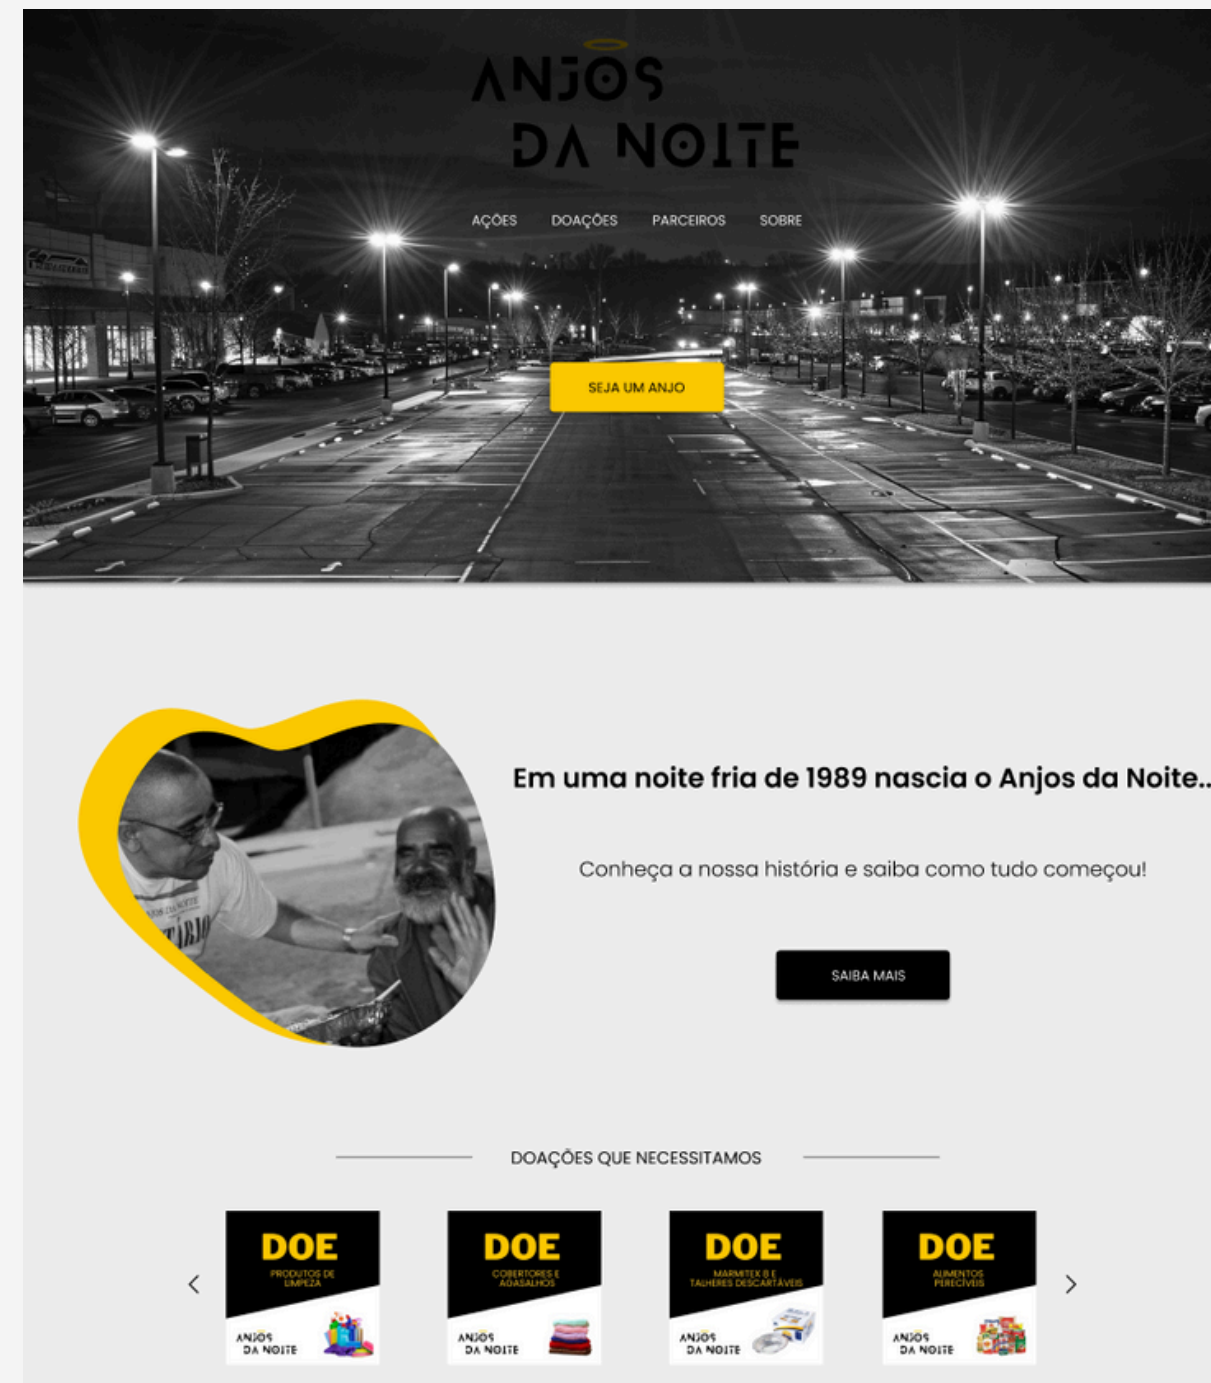 ANJOS
DA NOITE
AÇÕES DOAÇÕES PARCEIROS SOBRE
SEJA UM ANJO
Em uma noite fria de 1989 nascia o Anjos da Noite..
Conheça a nossa história e saiba como tudo começou!
SAIBA MAIS
DOAÇÕES QUE NECESSITAMOS
DOE
PRODUTOS DE
LIMPEZA
ANJOS
DA NOITE
DOE
COBERTORES E
AGASALHOS
ANJOS
DA NOITE
DOE
MARMITEX 8 E
TALHERES DESCARTÁVEIS
ANJOS
DA NOITE
DOE
ALIMENTOS
PERECÍVEIS
ANJOS
DA NOITE